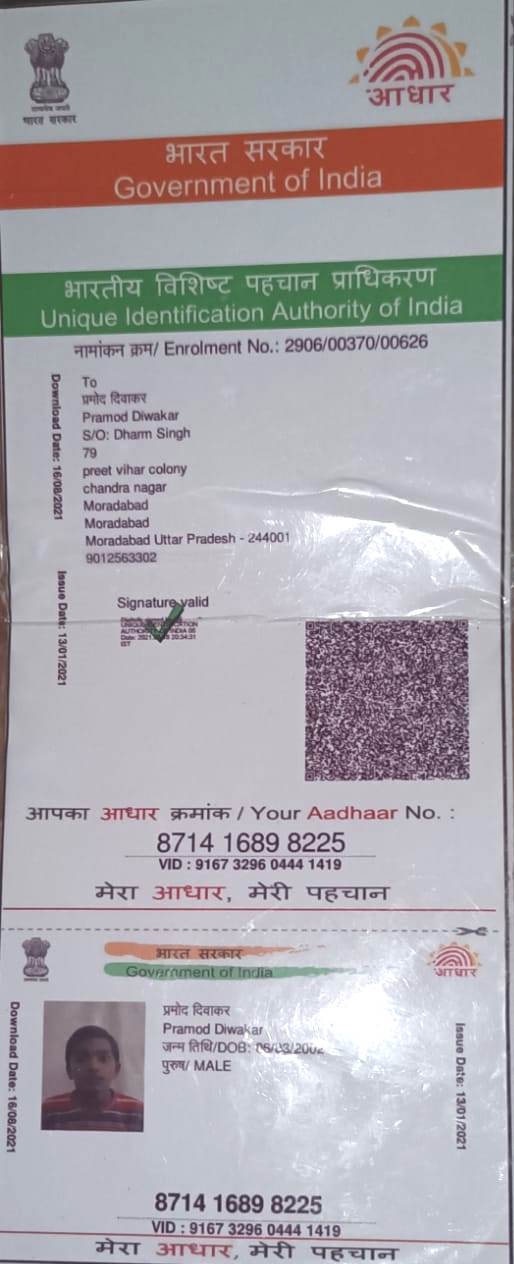 सत्यमेव जयते
भारत सरकार
आधार
भारत सरकार
Government of India
भारतीय विशिष्ट पहचान प्राधिकरण
Unique Identification Authority of India
नामांकन क्रम/ Enrolment No.: 2906/00370/00626
To
प्रमोद दिवाकर
Pramod Diwakar
S/O: Dharm Singh
79
preet vihar colony
chandra nagar
Moradabad
Moradabad
Moradabad Uttar Pradesh - 244001
9012563302
Download Date: 16/08/2021
Issue Date: 13/01/2021
Signature valid
आपका आधार क्रमांक / Your Aadhaar No. :
8714 1689 8225
VID : 9167 3296 0444 1419
मेरा आधार, मेरी पहचान
भारत सरकार
Government of India
आधार
Download Date: 16/08/2021
प्रमोद दिवाकर
Pramod Diwakar
जन्म तिथि/DOB:
पुरुष/ MALE
Issue Date: 13/01/2021
8714 1689 8225
VID : 9167 3296 0444 1419
मेरा आधार, मेरी पहचान